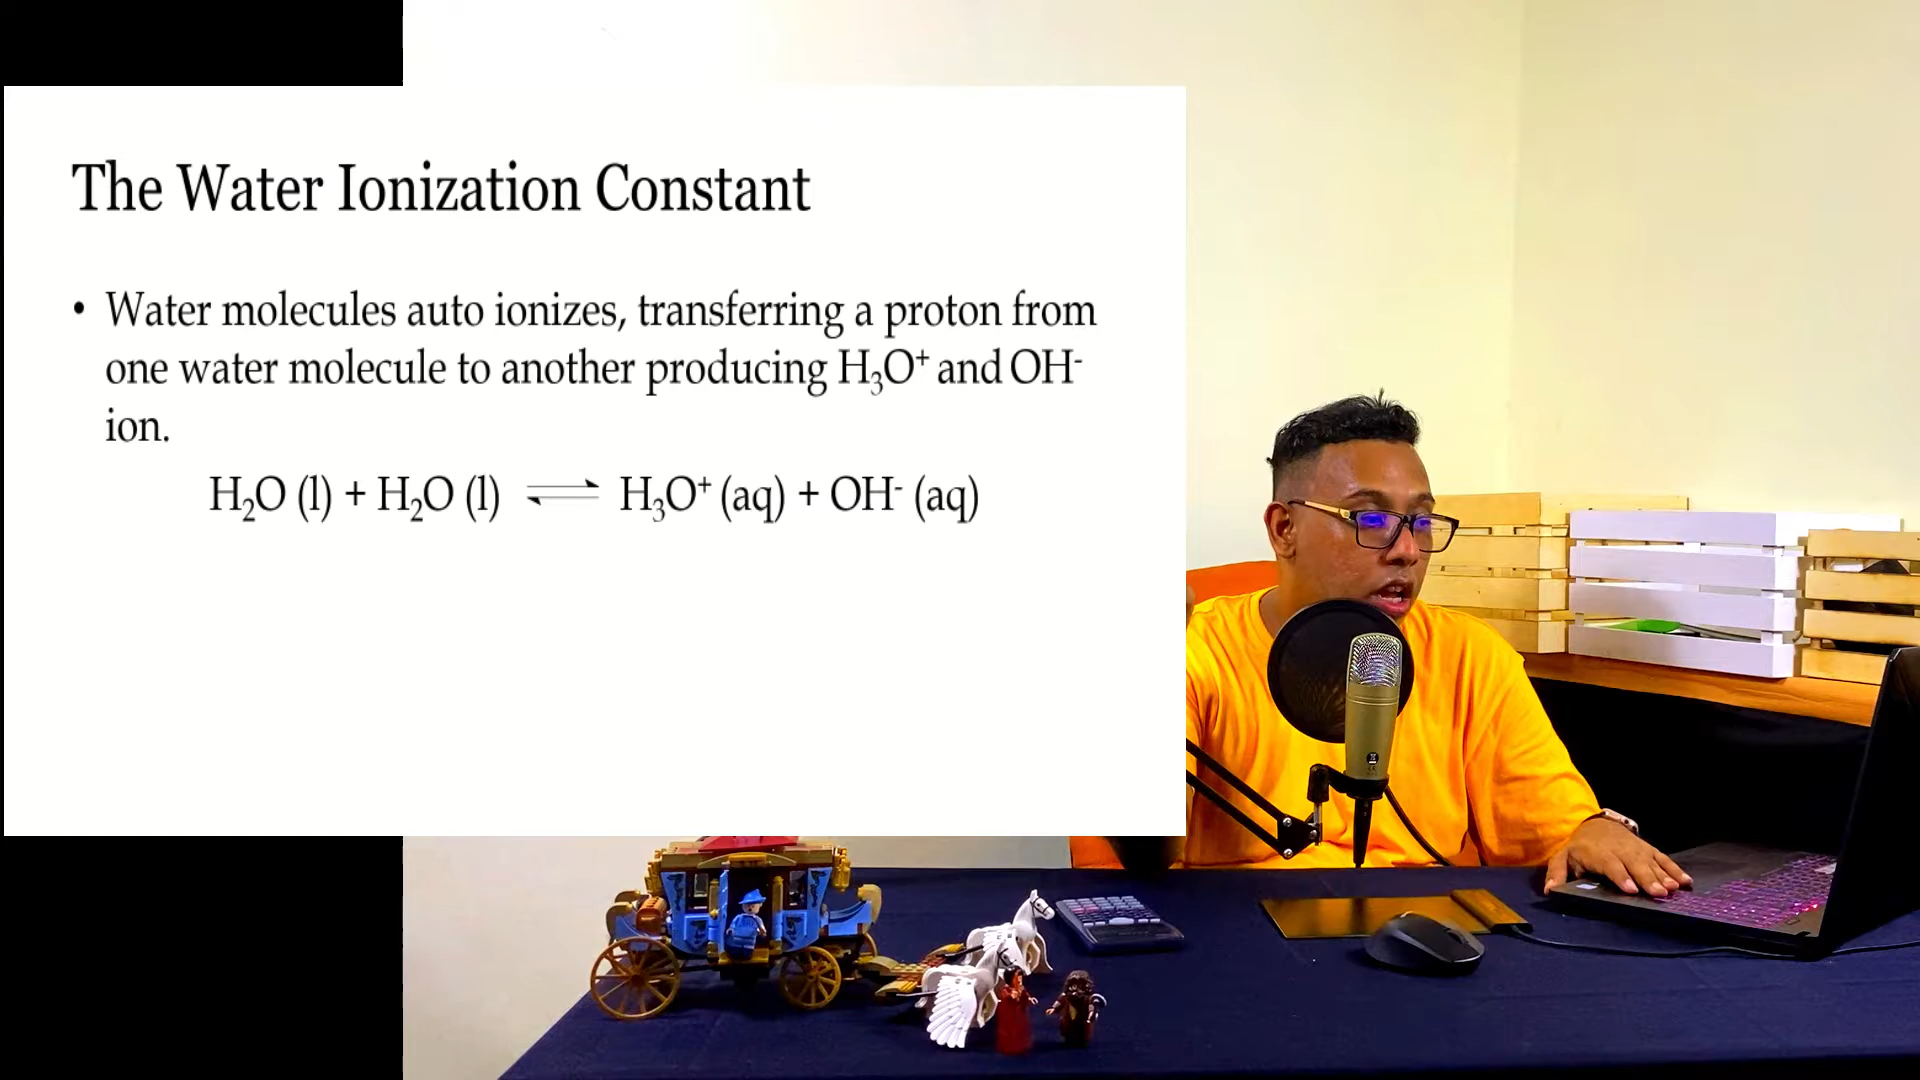 The Water Ionization Constant
• Water molecules auto ionizes, transferring a proton from
one water molecule to another producing H₃O⁺ and OH⁻
ion.
H₂O (l) + H₂O (l) ⇌ H₃O⁺ (aq) + OH⁻ (aq)